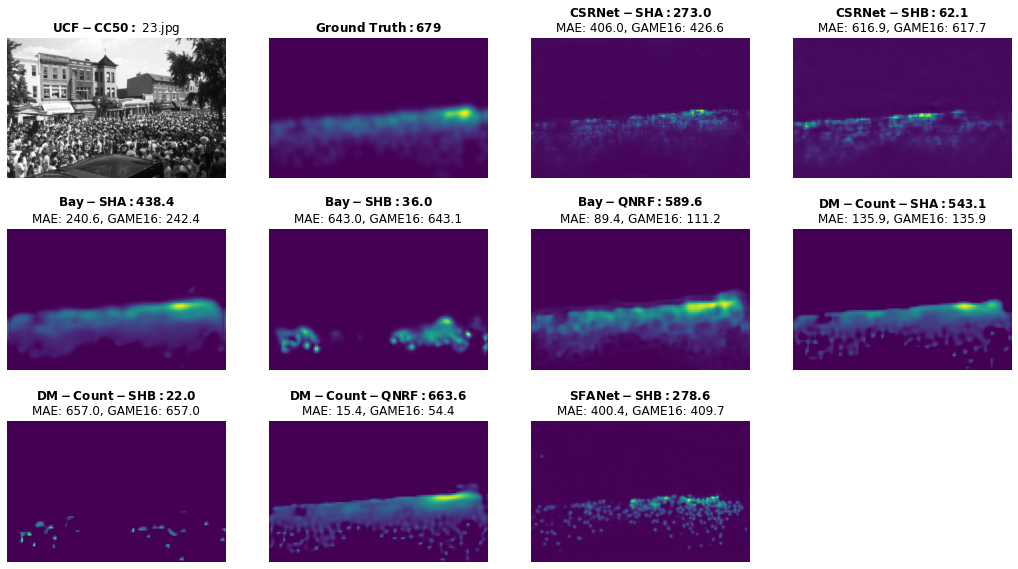 UCF − CC50 : 23.jpg
Ground Truth : 679
CSRNet − SHA : 273.0
MAE: 406.0, GAME16: 426.6
CSRNet − SHB : 62.1
MAE: 616.9, GAME16: 617.7
Bay − SHA : 438.4
MAE: 240.6, GAME16: 242.4
Bay − SHB : 36.0
MAE: 643.0, GAME16: 643.1
Bay − QNRF : 589.6
MAE: 89.4, GAME16: 111.2
DM − Count − SHA : 543.1
MAE: 135.9, GAME16: 135.9
DM − Count − SHB : 22.0
MAE: 657.0, GAME16: 657.0
DM − Count − QNRF : 663.6
MAE: 15.4, GAME16: 54.4
SFANet − SHB : 278.6
MAE: 400.4, GAME16: 409.7